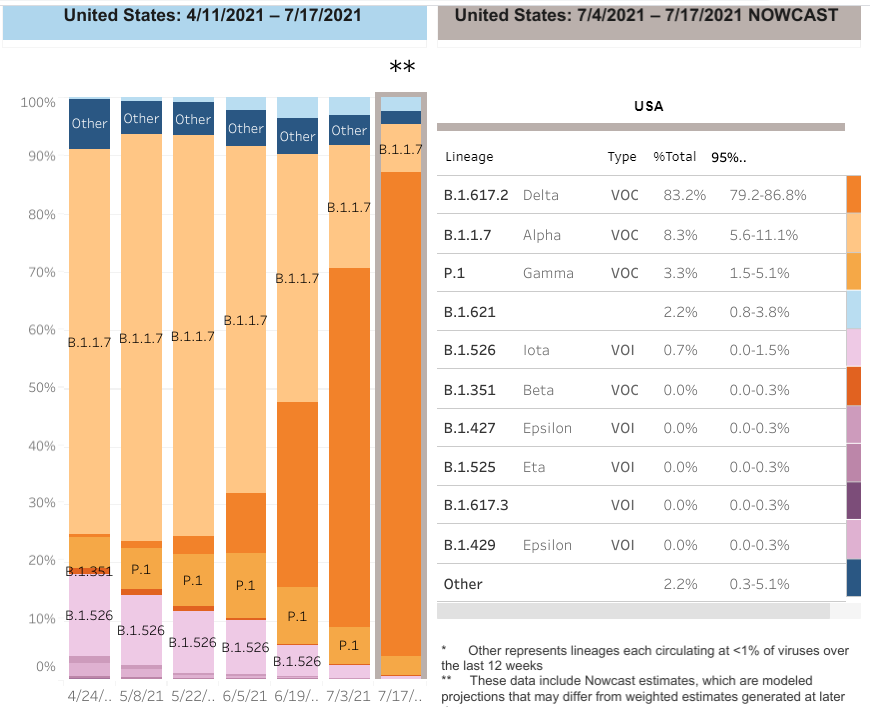 United States: 4/11/2021 – 7/17/2021
United States: 7/4/2021 – 7/17/2021 NOWCAST
**
100%
90%
80%
70%
60%
50%
40%
30%
20%
10%
0%
Other
B.1.1.7
B.1.351
B.1.526
4/24/..
Other
B.1.1.7
P.1
B.1.526
5/8/21
Other
B.1.1.7
P.1
B.1.526
5/22/..
Other
B.1.1.7
P.1
B.1.526
6/5/21
Other
B.1.1.7
P.1
B.1.526
6/19/..
Other
B.1.1.7
P.1
7/3/21
B.1.1.7
7/17/..
USA
Lineage Type %Total 95%..
B.1.617.2 Delta VOC 83.2% 79.2-86.8%
B.1.1.7 Alpha VOC 8.3% 5.6-11.1%
P.1 Gamma VOC 3.3% 1.5-5.1%
B.1.621 2.2% 0.8-3.8%
B.1.526 Iota VOI 0.7% 0.0-1.5%
B.1.351 Beta VOC 0.0% 0.0-0.3%
B.1.427 Epsilon VOI 0.0% 0.0-0.3%
B.1.525 Eta VOI 0.0% 0.0-0.3%
B.1.617.3 VOI 0.0% 0.0-0.3%
B.1.429 Epsilon VOI 0.0% 0.0-0.3%
Other 2.2% 0.3-5.1%
* Other represents lineages each circulating at <1% of viruses over
the last 12 weeks
** These data include Nowcast estimates, which are modeled
projections that may differ from weighted estimates generated at later